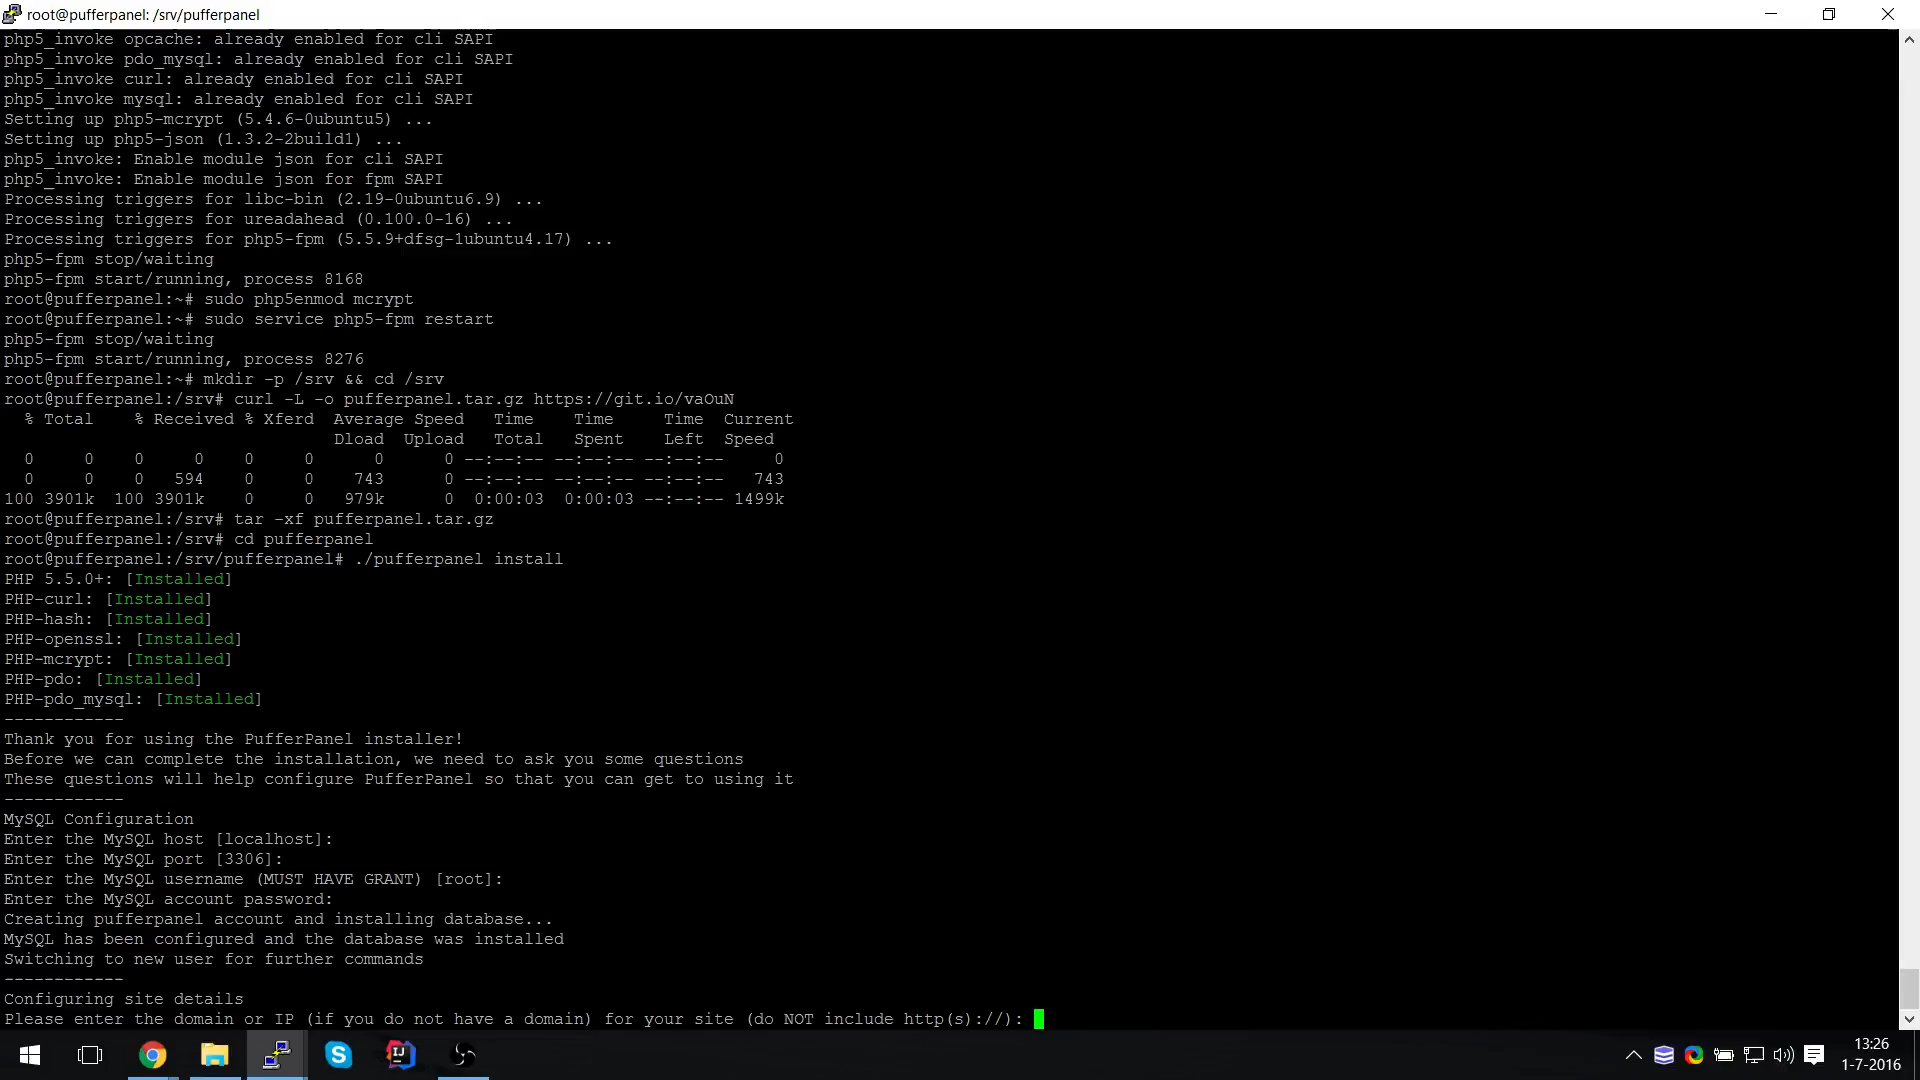 root@pufferpanel: /srv/pufferpanel
php5_invoke opcache: already enabled for cli SAPI
php5_invoke pdo_mysql: already enabled for cli SAPI
php5_invoke curl: already enabled for cli SAPI
php5_invoke mysql: already enabled for cli SAPI
Setting up php5-mcrypt (5.4.6-0ubuntu5) ...
Setting up php5-json (1.3.2-2build1) ...
php5_invoke: Enable module json for cli SAPI
php5_invoke: Enable module json for fpm SAPI
Processing triggers for libc-bin (2.19-0ubuntu6.9) ...
Processing triggers for ureadahead (0.100.0-16) ...
Processing triggers for php5-fpm (5.5.9+dfsg-1ubuntu4.17) ...
php5-fpm stop/waiting
php5-fpm start/running, process 8168
root@pufferpanel:~# sudo php5enmod mcrypt
root@pufferpanel:~# sudo service php5-fpm restart
php5-fpm stop/waiting
php5-fpm start/running, process 8276
root@pufferpanel:~# mkdir -p /srv && cd /srv
root@pufferpanel:/srv# curl -L -o pufferpanel.tar.gz https://git.io/vaOuN
  % Total    % Received % Xferd  Average Speed   Time    Time     Time  Current
                                 Dload  Upload   Total   Spent    Left  Speed
  0     0    0     0    0     0      0      0 --:--:-- --:--:-- --:--:--     0
  0     0    0   594    0     0    743      0 --:--:-- --:--:-- --:--:--   743
100 3901k  100 3901k    0     0   979k      0  0:00:03  0:00:03 --:--:-- 1499k
root@pufferpanel:/srv# tar -xf pufferpanel.tar.gz
root@pufferpanel:/srv# cd pufferpanel
root@pufferpanel:/srv/pufferpanel# ./pufferpanel install
PHP 5.5.0+: [Installed]
PHP-curl: [Installed]
PHP-hash: [Installed]
PHP-openssl: [Installed]
PHP-mcrypt: [Installed]
PHP-pdo: [Installed]
PHP-pdo_mysql: [Installed]
------------
Thank you for using the PufferPanel installer!
Before we can complete the installation, we need to ask you some questions
These questions will help configure PufferPanel so that you can get to using it
------------
MySQL Configuration
Enter the MySQL host [localhost]:
Enter the MySQL port [3306]:
Enter the MySQL username (MUST HAVE GRANT) [root]:
Enter the MySQL account password:
Creating pufferpanel account and installing database...
MySQL has been configured and the database was installed
Switching to new user for further commands
------------
Configuring site details
Please enter the domain or IP (if you do not have a domain) for your site (do NOT include http(s)://):
13:26
1-7-2016